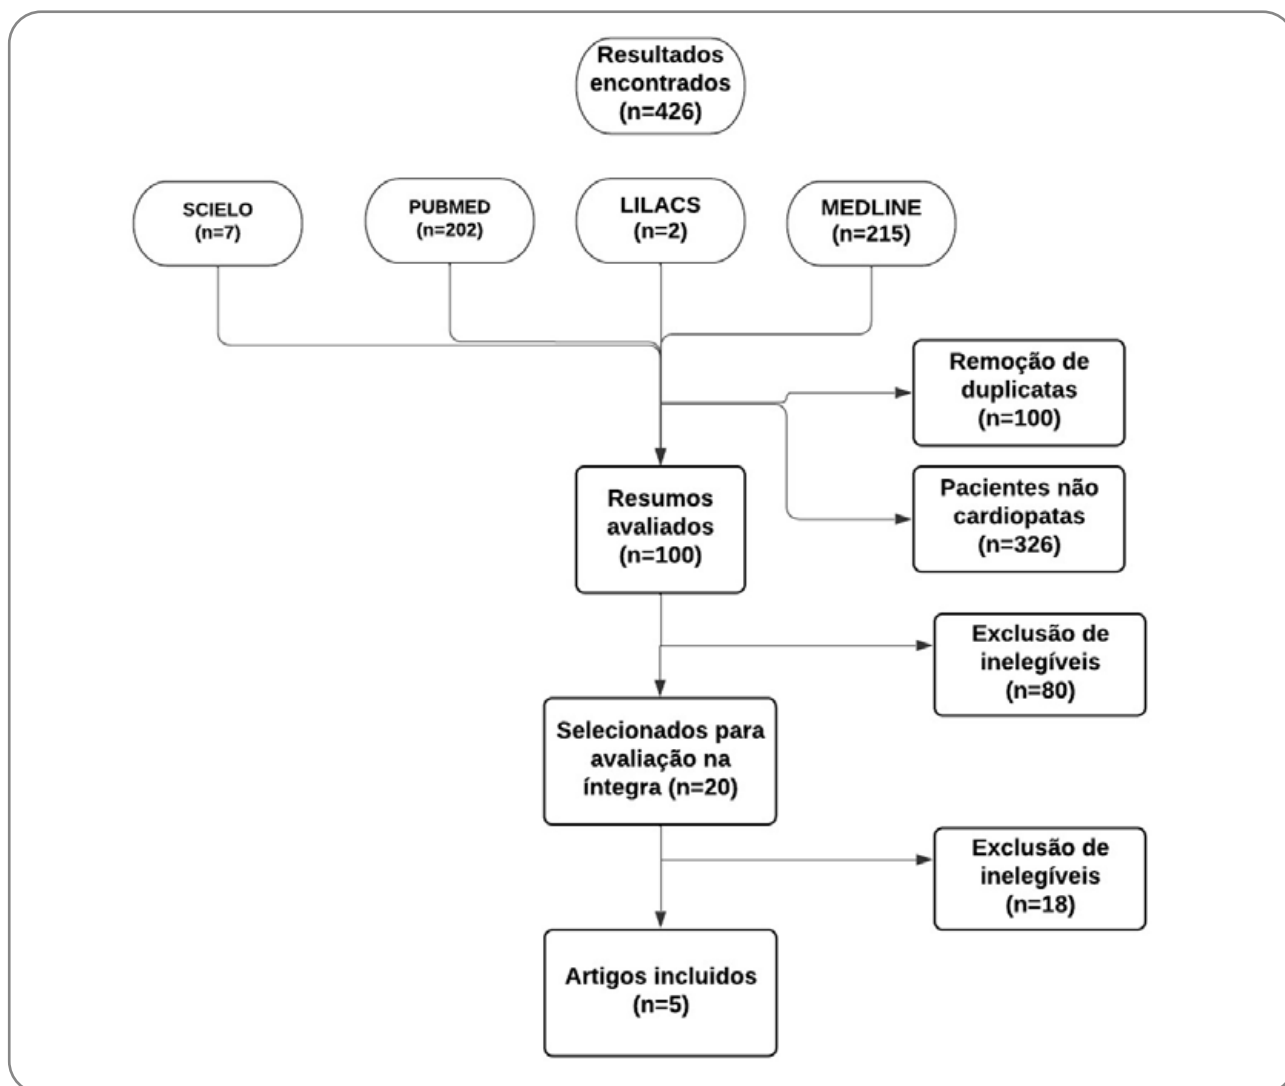 Resultados
encontrados
(n=426)
SCIELO
(n=7)
PUBMED
(n=202)
LILACS
(n=2)
MEDLINE
(n=215)
Remoção de
duplicatas
(n=100)
Resumos
avaliados
(n=100)
Pacientes não
cardiopatas
(n=326)
Exclusão de
inelegíveis
(n=80)
Selecionados para
avaliação na
íntegra (n=20)
Exclusão de
inelegíveis
(n=18)
Artigos incluidos
(n=5)